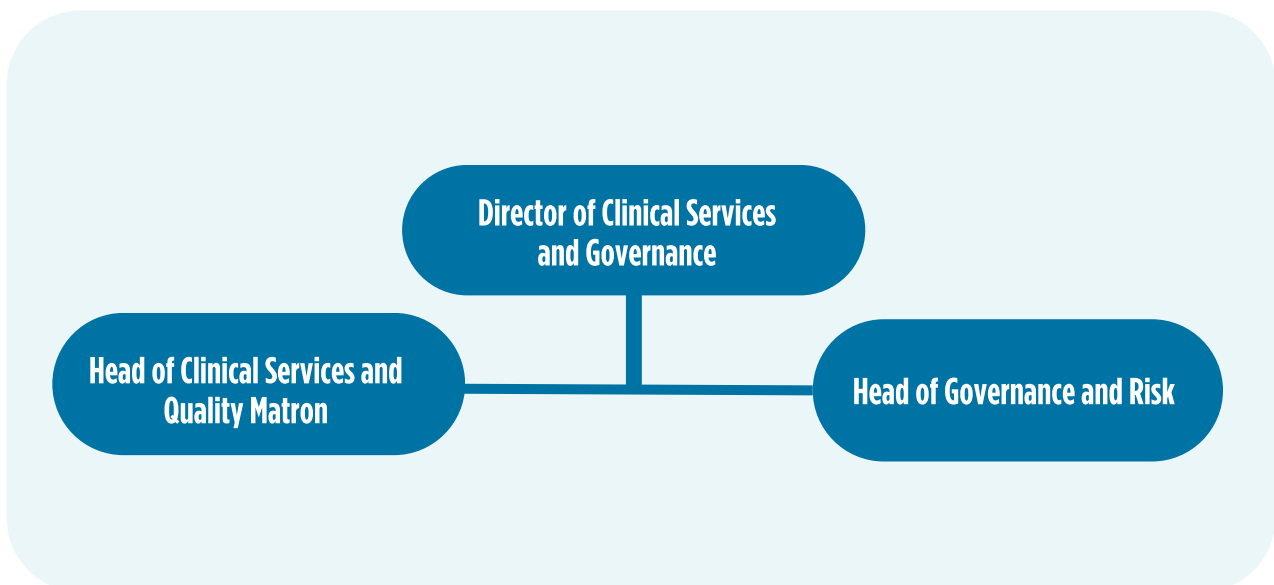 Director of Clinical Services
and Governance
Head of Clinical Services and
Quality Matron
Head of Governance and Risk